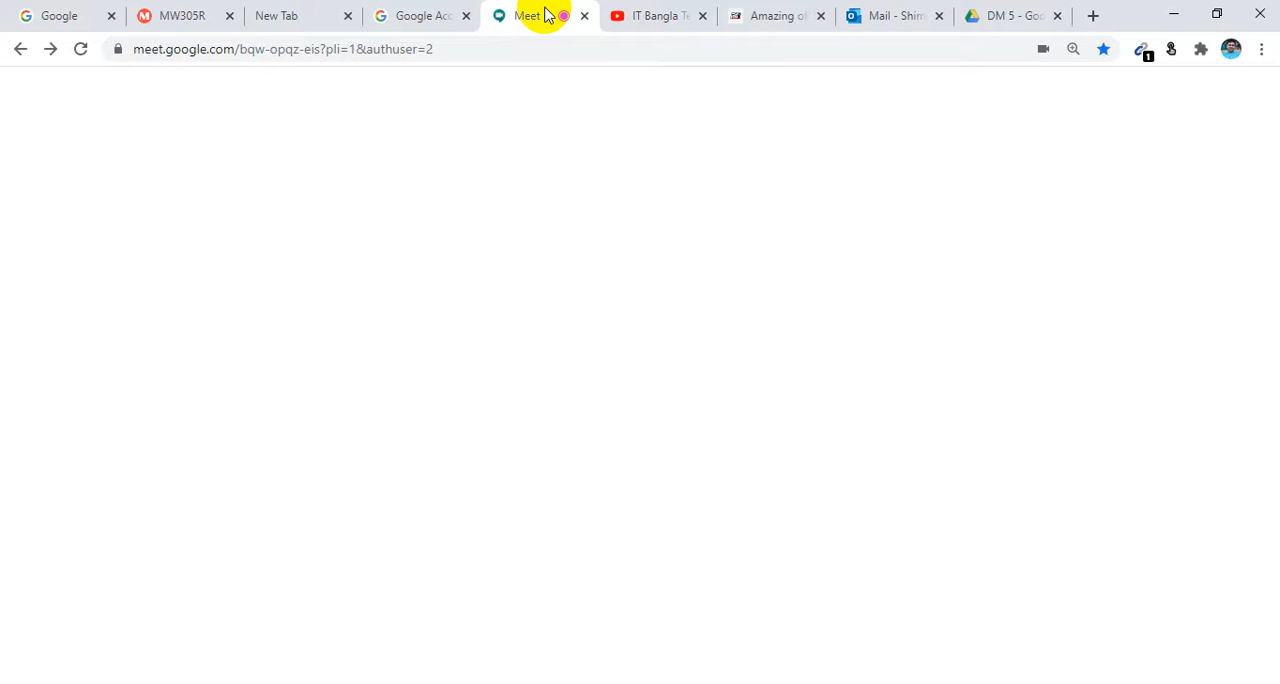 Google MW305R New Tab Google Acc Meet IT Bangla Te Amazing of Mail - Shim DM 5 - Goo
meet.google.com/bqw-opqz-eis?pli=1&authuser=2
1